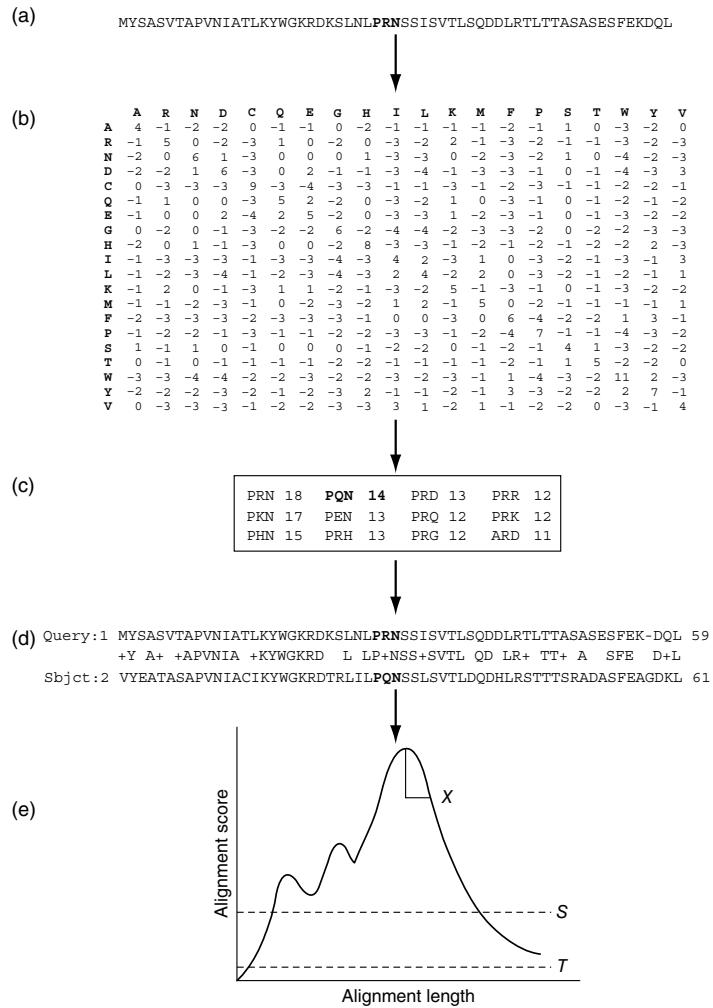 (a) MYSASVTAPVNIATLKYWGKRDKSLNLPRNSSISVTLSQDDLRTLTTASASESFEKDQL
(b)
A R N D C Q E G H I L K M F P S T W Y V
A 4 -1 -2 -2 0 -1 -1 0 -2 -1 -1 -1 -1 -2 -1 1 0 -3 -2 0
R -1 5 0 -2 -3 1 0 -2 0 -3 -2 2 -1 -3 -2 -1 -1 -3 -2 -3
N -2 0 6 1 -3 0 0 0 1 -3 -3 0 -2 -3 -2 1 0 -4 -2 -3
D -2 -2 1 6 -3 0 2 -1 -1 -3 -4 -1 -3 -3 -1 0 -1 -4 -3 3
C 0 -3 -3 -3 9 -3 -4 -3 -3 -1 -1 -3 -1 -2 -3 -1 -1 -2 -2 -1
Q -1 1 0 0 -3 5 2 -2 0 -3 -2 1 0 -3 -1 0 -1 -2 -1 -2
E -1 0 0 2 -4 2 5 -2 0 -3 -3 1 -2 -3 -1 0 -1 -3 -2 -2
G 0 -2 0 -1 -3 -2 -2 6 -2 -4 -4 -2 -3 -3 -2 0 -2 -2 -3 -3
H -2 0 1 -1 -3 0 0 -2 8 -3 -3 -1 -2 -1 -2 -1 -2 -2 2 -3
I -1 -3 -3 -3 -1 -3 -3 -4 -3 4 2 -3 1 0 -3 -2 -1 -3 -1 3
L -1 -2 -3 -4 -1 -2 -3 -4 -3 2 4 -2 2 0 -3 -2 -1 -2 -1 1
K -1 2 0 -1 -3 1 1 -2 -1 -3 -2 5 -1 -3 -1 0 -1 -3 -2 -2
M -1 -1 -2 -3 -1 0 -2 -3 -2 1 2 -1 5 0 -2 -1 -1 -1 -1 1
F -2 -3 -3 -3 -2 -3 -3 -3 -1 0 0 -3 0 6 -4 -2 -2 1 3 -1
P -1 -2 -2 -1 -3 -1 -1 -2 -2 -3 -3 -1 -2 -4 7 -1 -1 -4 -3 -2
S 1 -1 1 0 -1 0 0 0 -1 -2 -2 0 -1 -2 -1 4 1 -3 -2 -2
T 0 -1 0 -1 -1 -1 -1 -2 -2 -1 -1 -1 -1 -2 -1 1 5 -2 -2 0
W -3 -3 -4 -4 -2 -2 -3 -2 -2 -3 -2 -3 -1 1 -4 -3 -2 11 2 -3
Y -2 -2 -2 -3 -2 -1 -2 -3 2 -1 -1 -2 -1 3 -3 -2 -2 2 7 -1
V 0 -3 -3 -3 -1 -2 -2 -3 -3 3 1 -2 1 -1 -2 -2 0 -3 -1 4
(c)
PRN 18 PQN 14 PRD 13 PRR 12
PKN 17 PEN 13 PRQ 12 PRK 12
PHN 15 PRH 13 PRG 12 ARD 11
(d) Query:1 MYSASVTAPVNIATLKYWGKRDKSLNLPRNSSISVTLSQDDLRTLTTASASESFEK-DQL 59
+Y A+ +APVNIA +KYWGKRD L LP+NSS+SVTL QD LR+ TT+ A SFE D+L
Sbjct:2 VYEATASAPVNIACIKYWGKRDTRLILPQNSSLSVTLDQDHLRSTTTSRADASFEAGDKL 61
(e)
Alignment score
X
S
T
Alignment length